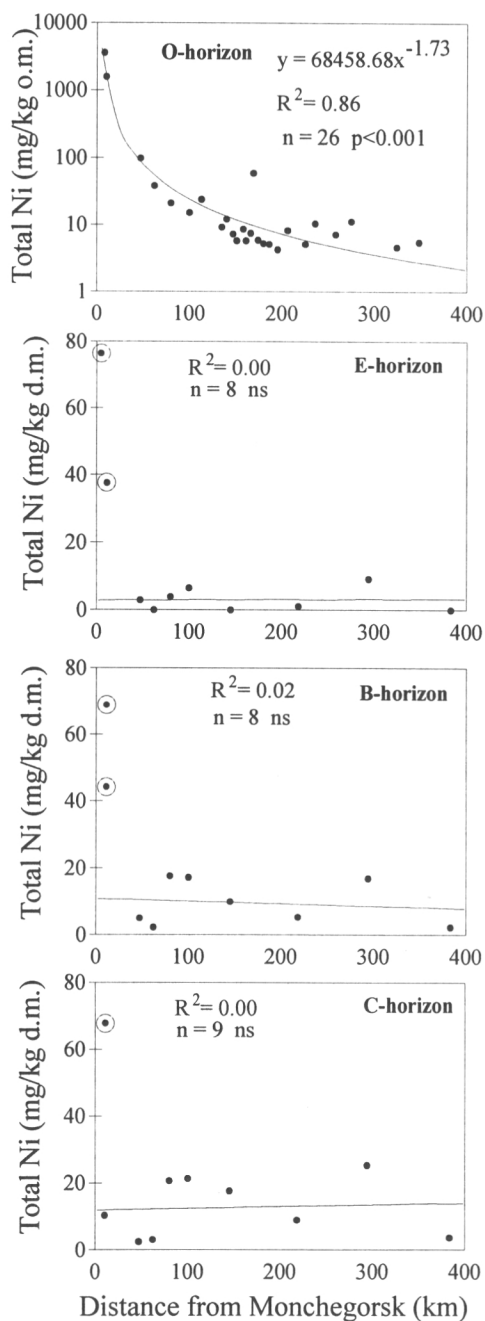 10000
1000
100
10
1
Total Ni (mg/kg o.m.)
O-horizon
y = 68458.68x^-1.73
R^2 = 0.86
n = 26 p<0.001
0 100 200 300 400
80
60
40
20
0
Total Ni (mg/kg d.m.)
R^2= 0.00
n = 8 ns
E-horizon
0 100 200 300 400
80
60
40
20
0
Total Ni (mg/kg d.m.)
R^2= 0.02
n = 8 ns
B-horizon
0 100 200 300 400
80
60
40
20
0
Total Ni (mg/kg d.m.)
R^2= 0.00
n = 9 ns
C-horizon
0 100 200 300 400
Distance from Monchegorsk (km)